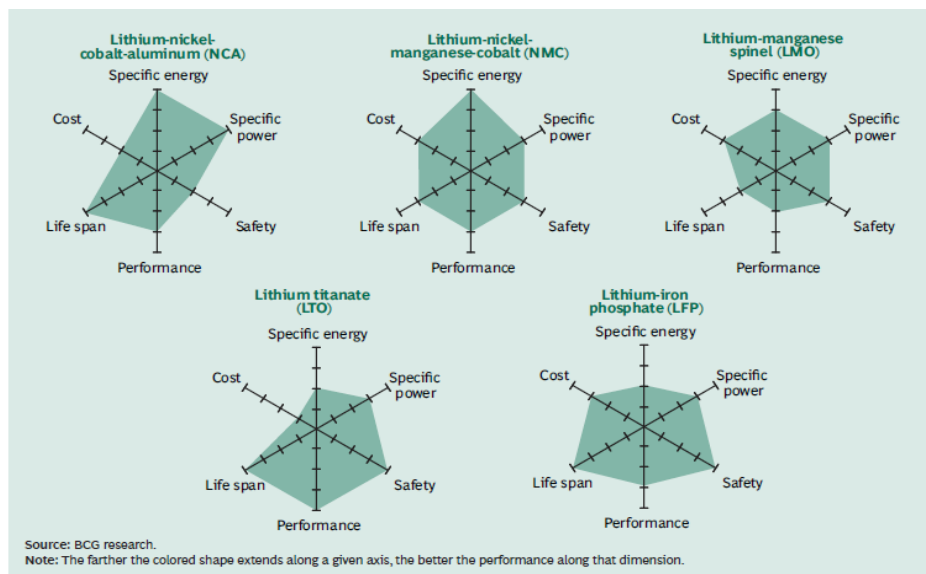 Lithium-nickel-
cobalt-aluminum (NCA)
Specific energy
Cost
Specific
power
Life span
Safety
Performance
Lithium-nickel-
manganese-cobalt (NMC)
Specific energy
Cost
Specific
power
Life span
Safety
Performance
Lithium-manganese
spinel (LMO)
Specific energy
Cost
Specific
power
Life span
Safety
Performance
Lithium titanate
(LTO)
Specific energy
Cost
Specific
power
Life span
Safety
Performance
Lithium-iron
phosphate (LFP)
Specific energy
Cost
Specific
power
Life span
Safety
Performance
Source: BCG research.
Note: The farther the colored shape extends along a given axis, the better the performance along that dimension.